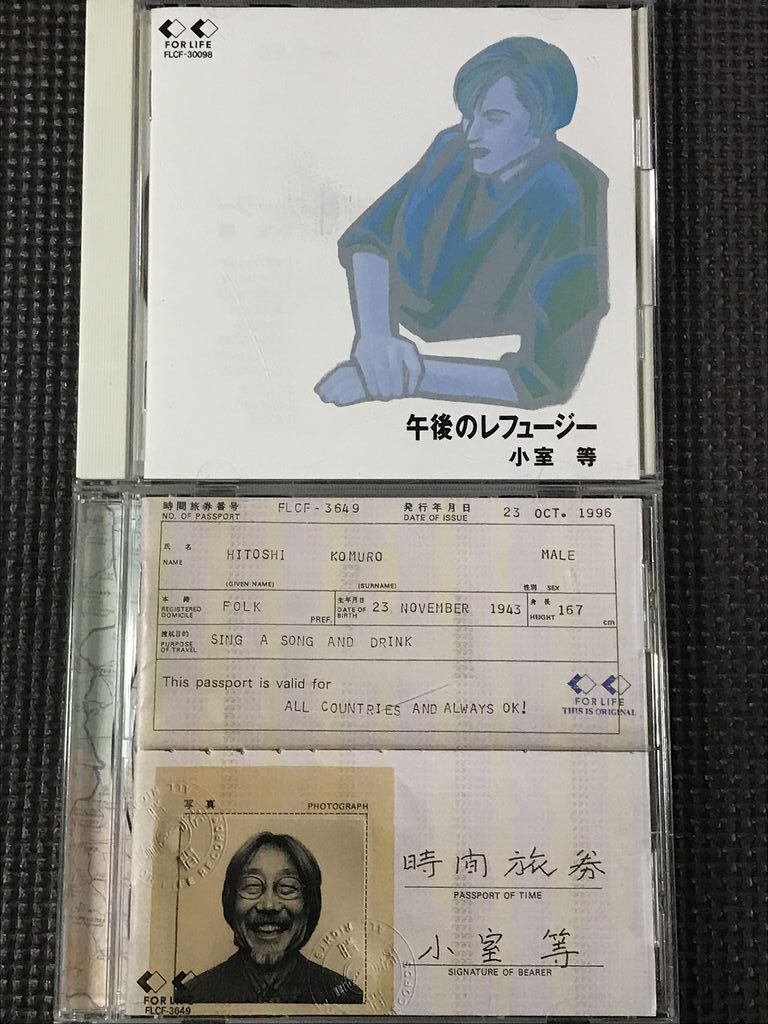 FOR LIFE
FLCF-30098
午後のレフュージー
小室 等
時間旅券番号
NO. OF PASSPORT
FLCF-3649
発行年月日
DATE OF ISSUE
23 OCT. 1996
氏 名
NAME
HITOSHI KOMURO MALE
(GIVEN NAME) (SURNAME) 性別 SEX
本 籍
REGISTERED DOMICILE
FOLK
PREF.
生年月日
DATE OF BIRTH
23 NOVEMBER 1943
身 長
HEIGHT
167
cm
渡航目的
PURPOSE OF TRAVEL
SING A SONG AND DRINK
This passport is valid for
ALL COUNTRIES AND ALWAYS OK!
FOR LIFE
THIS IS ORIGINAL
写 真 PHOTOGRAPH
時間旅券
PASSPORT OF TIME
小室 等
SIGNATURE OF BEARER
FOR LIFE
FLCF-3649